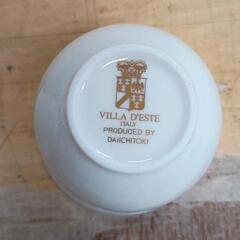 VILLA D'ESTE
ITALY
PRODUCED BY
DAIICHITOKI